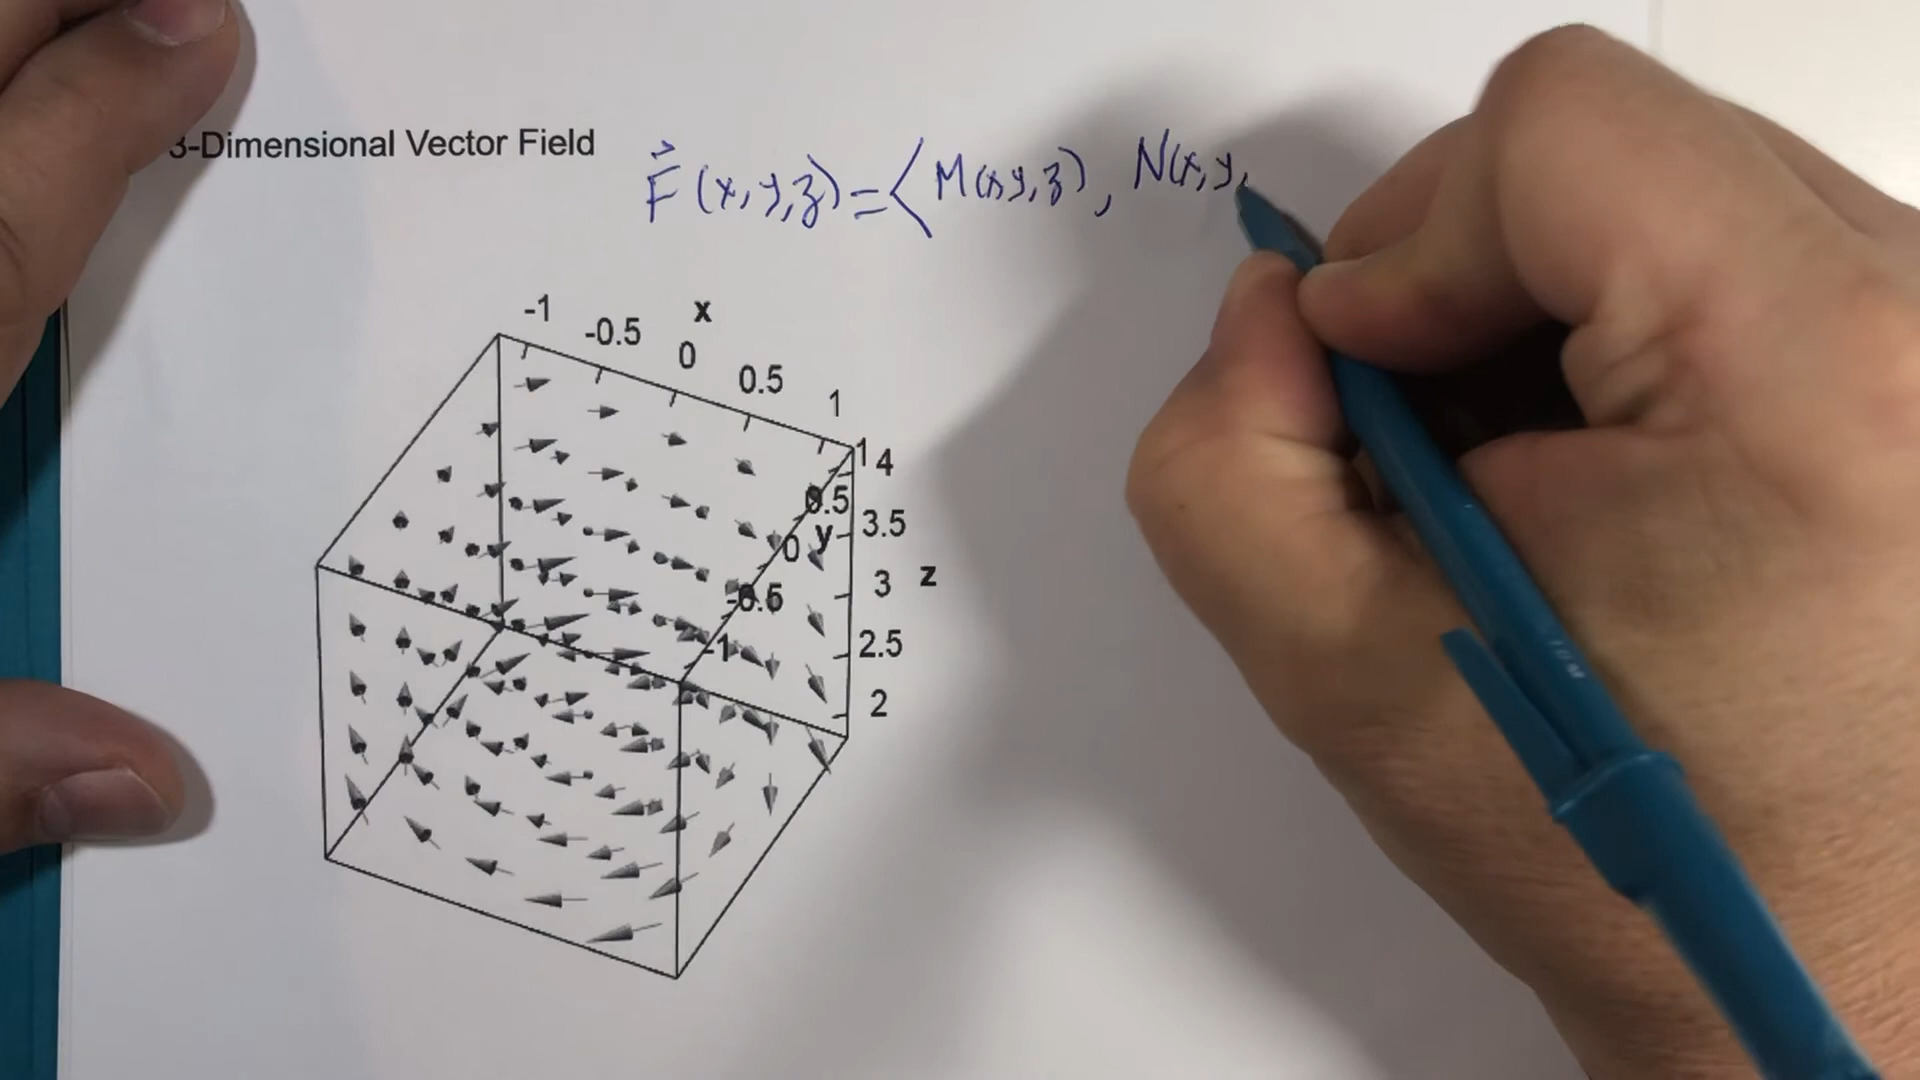 3-Dimensional Vector Field
F⃗ (x, y, z) = ⟨ M(x, y, z) , N(x, y,
x
-1 -0.5 0 0.5 1
1 0.5 0 -0.5 -1
y
4
3.5
3
2.5
2
z